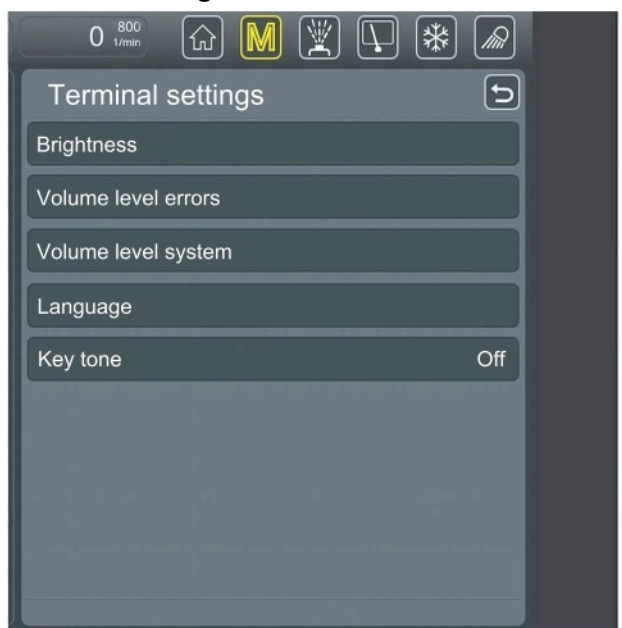 0 800
1/min
M
Terminal settings
Brightness
Volume level errors
Volume level system
Language
Key tone Off